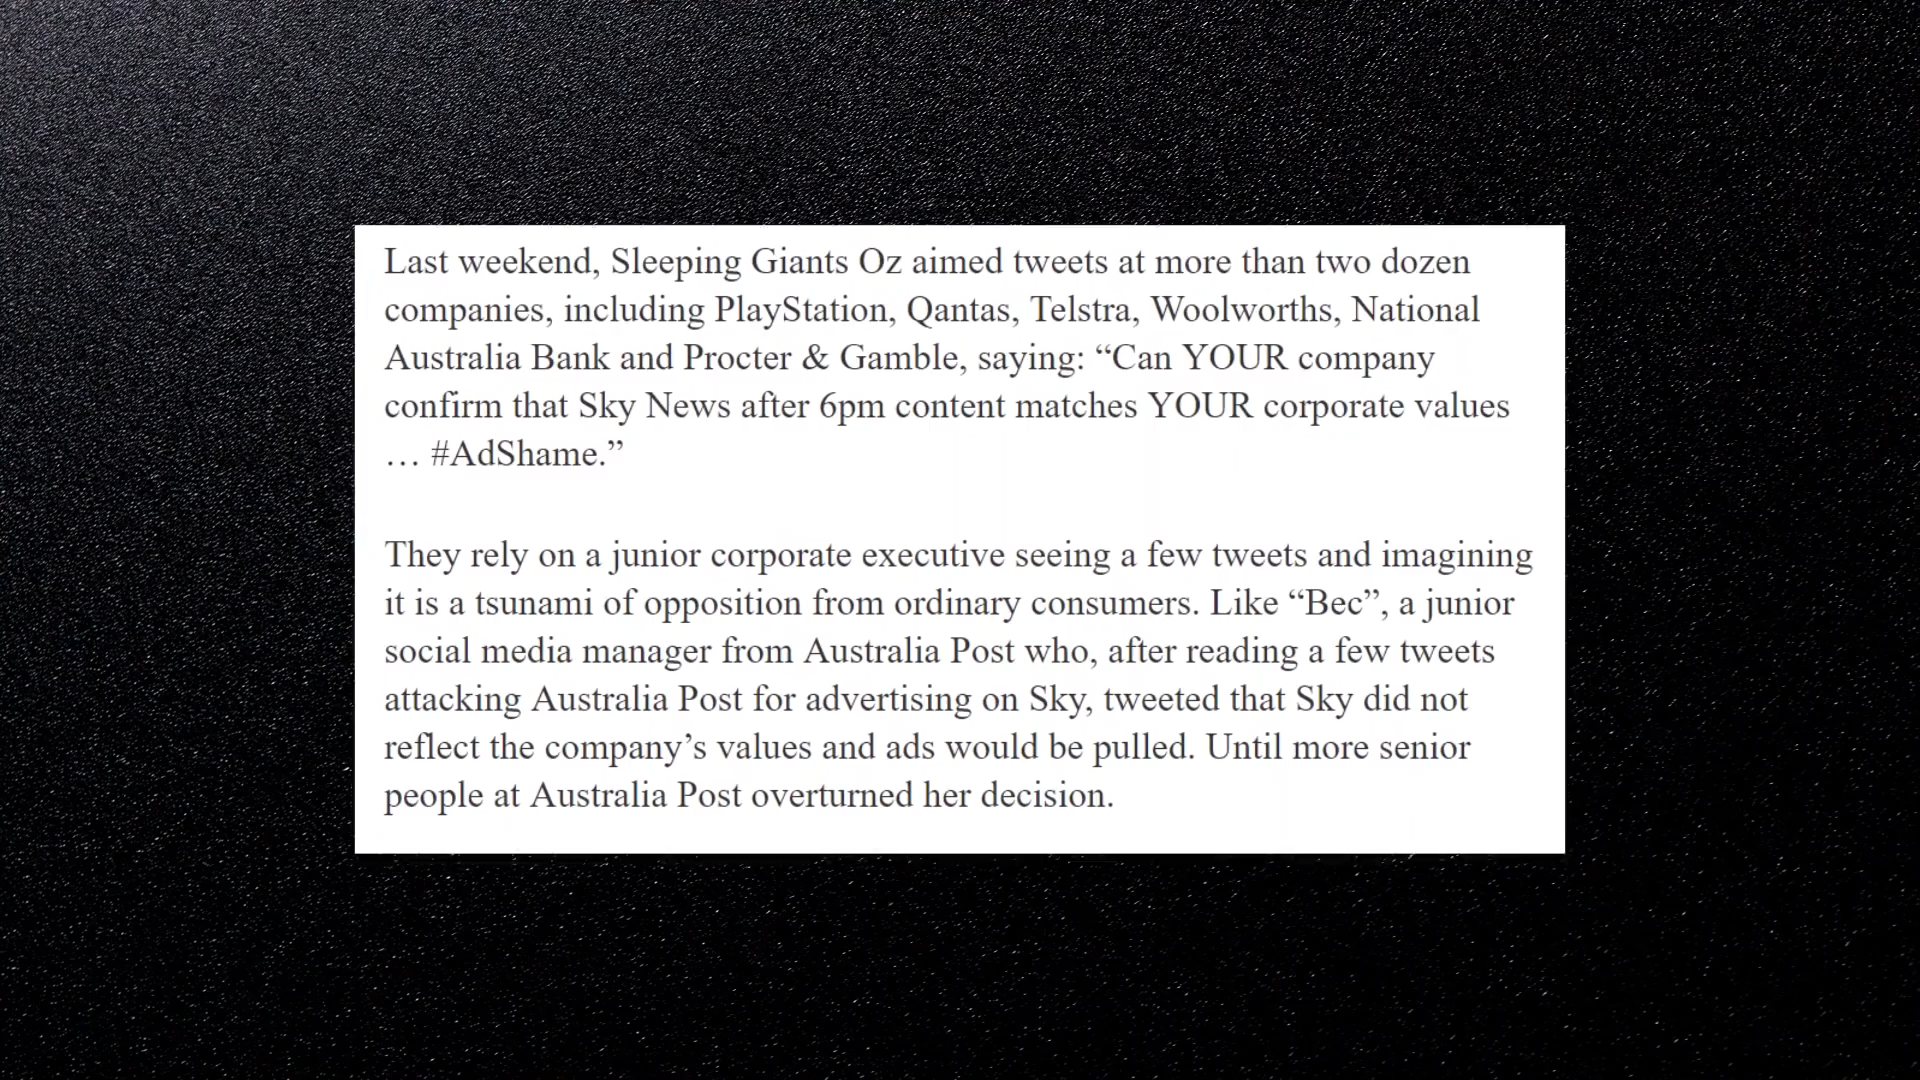 Last weekend, Sleeping Giants Oz aimed tweets at more than two dozen
companies, including PlayStation, Qantas, Telstra, Woolworths, National
Australia Bank and Procter & Gamble, saying: “Can YOUR company
confirm that Sky News after 6pm content matches YOUR corporate values
… #AdShame.”
They rely on a junior corporate executive seeing a few tweets and imagining
it is a tsunami of opposition from ordinary consumers. Like “Bec”, a junior
social media manager from Australia Post who, after reading a few tweets
attacking Australia Post for advertising on Sky, tweeted that Sky did not
reflect the company’s values and ads would be pulled. Until more senior
people at Australia Post overturned her decision.